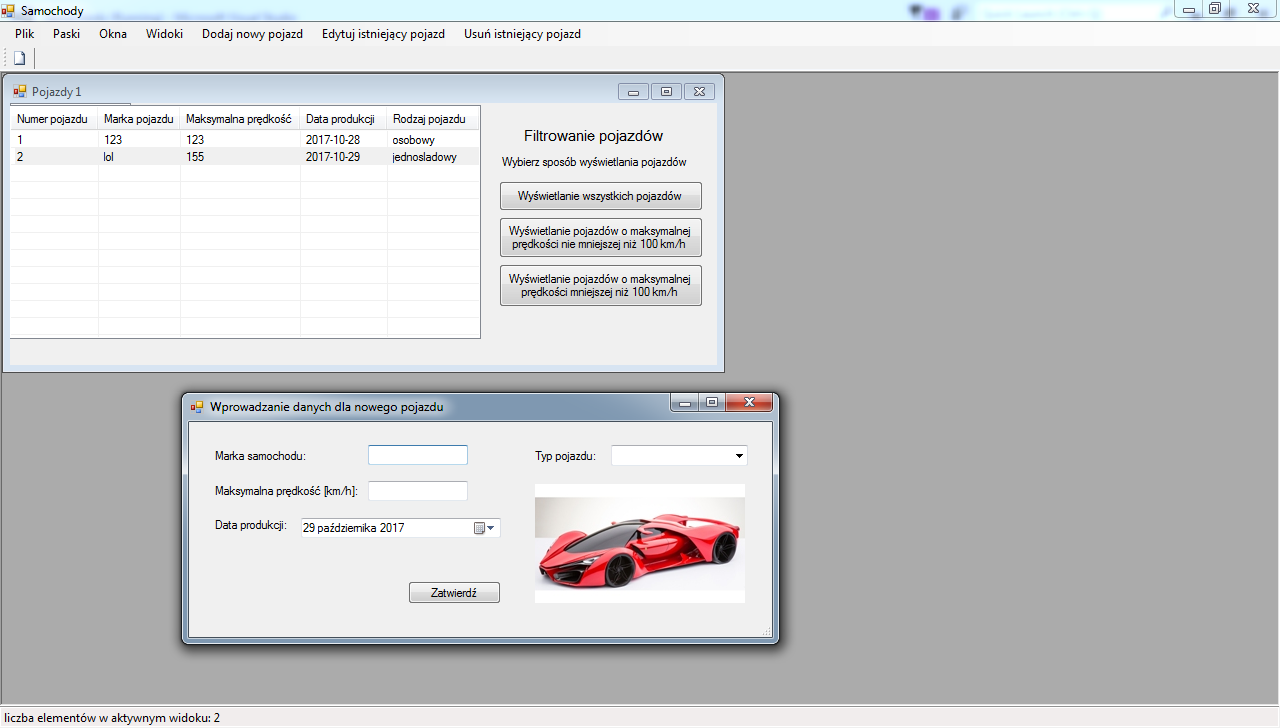 Samochody
Plik Paski Okna Widoki Dodaj nowy pojazd Edytuj istniejący pojazd Usuń istniejący pojazd
Pojazdy 1
Numer pojazdu Marka pojazdu Maksymalna prędkość Data produkcji Rodzaj pojazdu
1 123 123 2017-10-28 osobowy
2 lol 155 2017-10-29 jednosladowy
Filtrowanie pojazdów
Wybierz sposób wyświetlania pojazdów
Wyświetlanie wszystkich pojazdów
Wyświetlanie pojazdów o maksymalnej
prędkości nie mniejszej niż 100 km/h
Wyświetlanie pojazdów o maksymalnej
prędkości mniejszej niż 100 km/h
Wprowadzanie danych dla nowego pojazdu
Marka samochodu:
Typ pojazdu:
Maksymalna prędkość [km/h]:
Data produkcji: 29 października 2017
Zatwierdź
liczba elementów w aktywnym widoku: 2